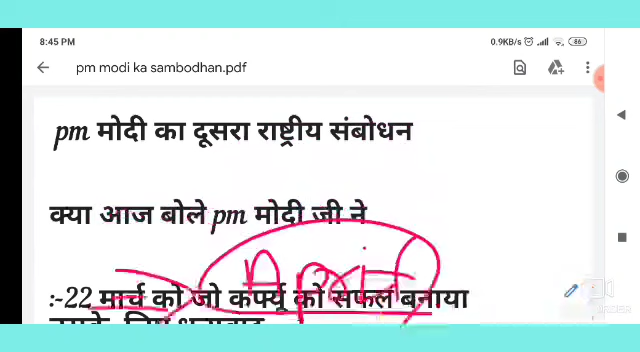 8:45 PM 0.9KB/s 86
pm modi ka sambodhan.pdf
pm मोदी का दूसरा राष्ट्रीय संबोधन
क्या आज बोले pm मोदी जी ने
April
:-22 मार्च को जो कर्फ्यू को सफल बनाया